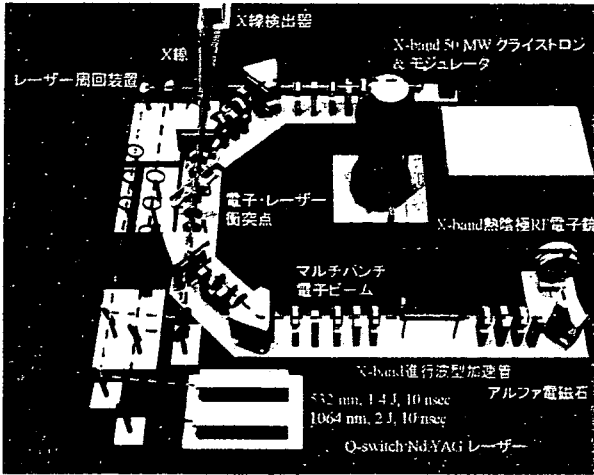 X線検出器
X線
X-band 50 MW クライストロン
& モジュレータ
レーザー周回装置
電子・レーザー
衝突点
X-band熱陰極RF電子銃
マルチバンチ
電子ビーム
X-band進行波型加速管
アルファ電磁石
532 nm, 1.4 J, 10 nsec
1064 nm, 2 J, 10 nsec
Q-switch Nd:YAG レーザー